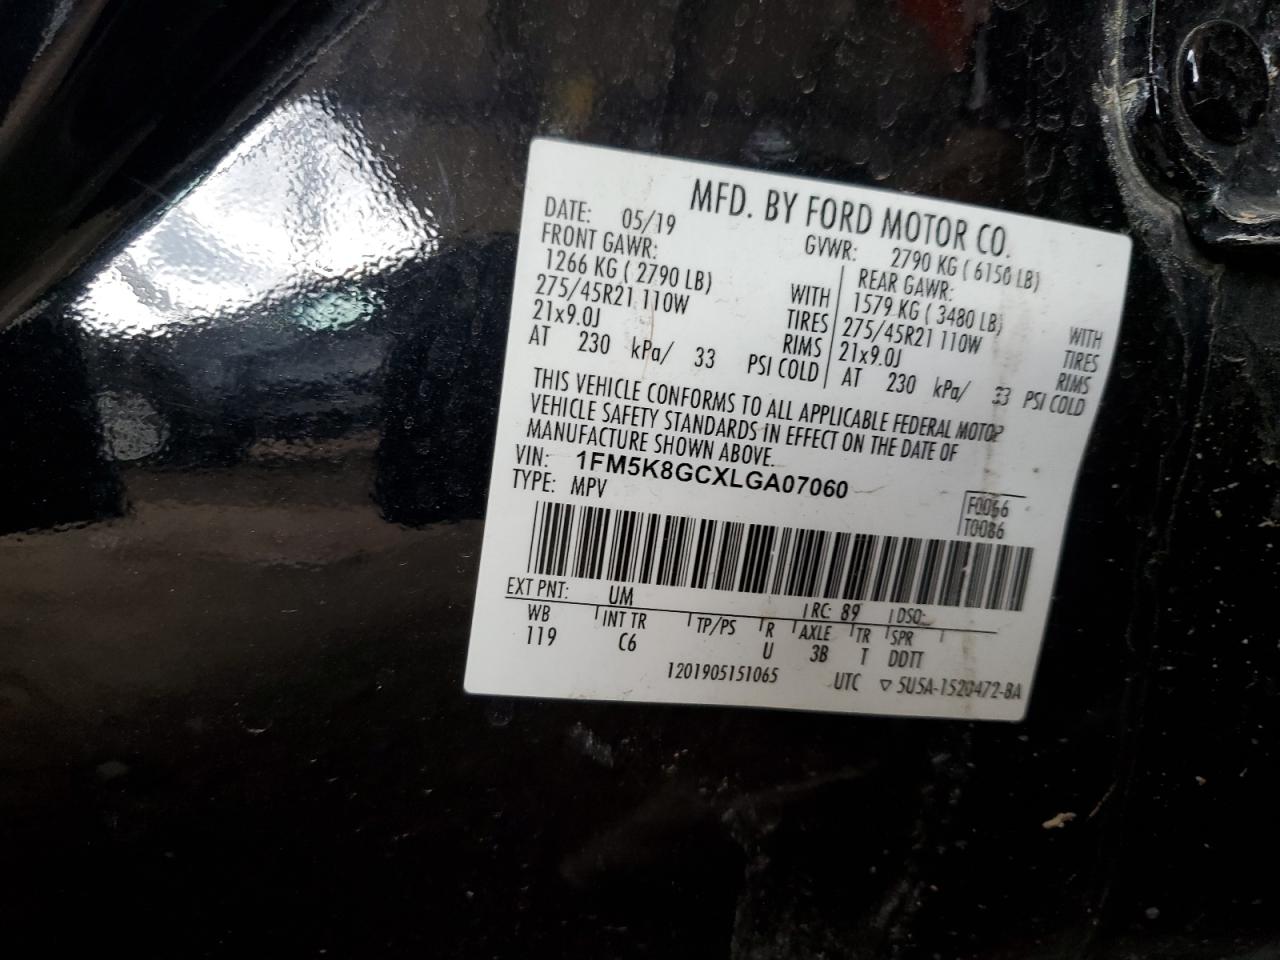 MFD. BY FORD MOTOR CO.
DATE: 05/19 GVWR: 2790 KG ( 6150 LB)
FRONT GAWR: REAR GAWR:
1266 KG ( 2790 LB) WITH 1579 KG ( 3480 LB) WITH
275/45R21 110W TIRES 275/45R21 110W TIRES
21x9.0J RIMS 21x9.0J RIMS
AT 230 kPa/ 33 PSI COLD AT 230 kPa/ 33 PSI COLD
THIS VEHICLE CONFORMS TO ALL APPLICABLE FEDERAL MOTOR
VEHICLE SAFETY STANDARDS IN EFFECT ON THE DATE OF
MANUFACTURE SHOWN ABOVE.
VIN: 1FM5K8GCXLGA07060
TYPE: MPV
F0066
T0086
EXT PNT: UM RC: 89 DSO:
WB INT TR TP/PS R AXLE TR SPR
119 C6 U 3B T DDTT
1201905151065 UTC ▽ 5U5A-1520472-BA